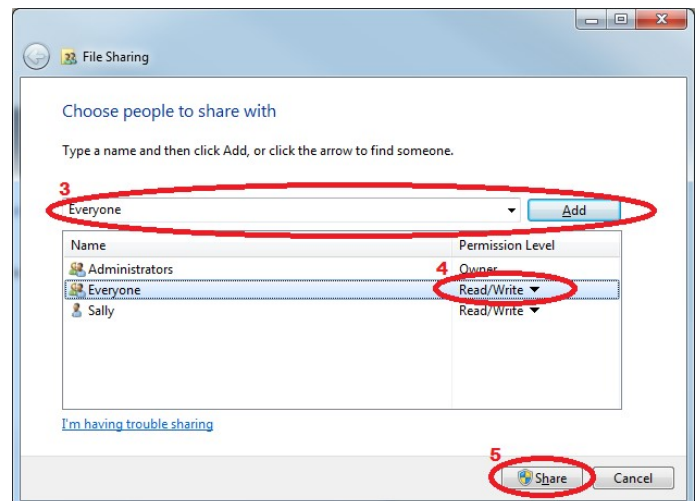 File Sharing
Choose people to share with
Type a name and then click Add, or click the arrow to find someone.
3
Everyone Add
Name Permission Level
Administrators 4 Owner
Everyone Read/Write
Sally Read/Write
I'm having trouble sharing
5
Share Cancel